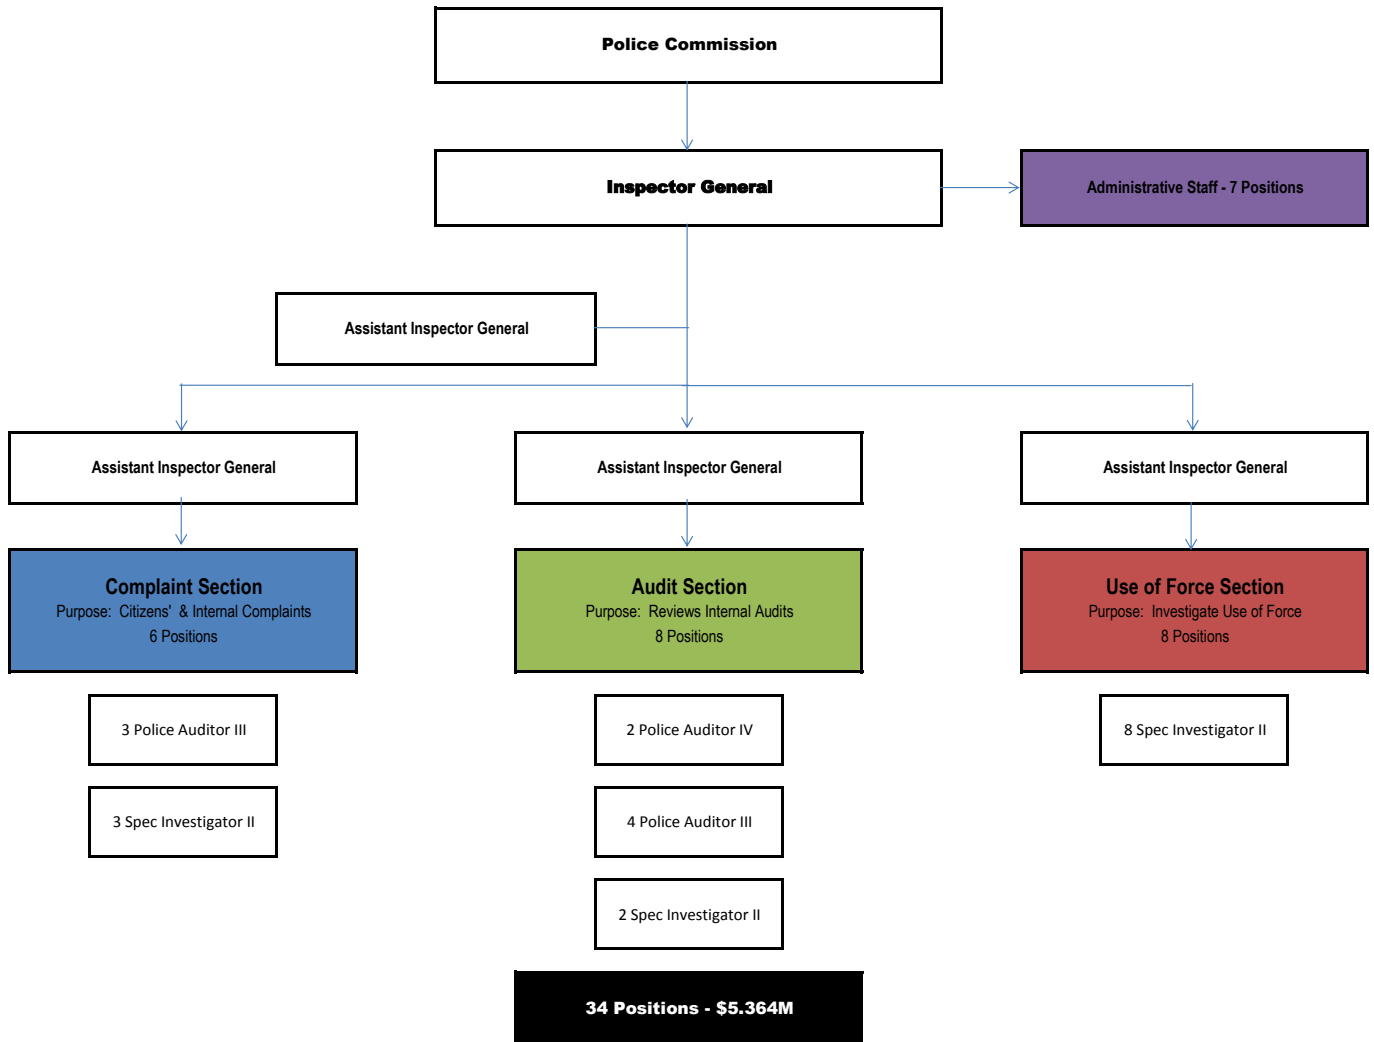 Police Commission
Inspector General
Administrative Staff - 7 Positions
Assistant Inspector General
Assistant Inspector General
Assistant Inspector General
Assistant Inspector General
Complaint Section
Purpose:  Citizens'  & Internal Complaints
6 Positions
Audit Section
Purpose:  Reviews Internal Audits
8 Positions
Use of Force Section
Purpose:  Investigate Use of Force
8 Positions
3 Police Auditor III
2 Police Auditor IV
8 Spec Investigator II
3 Spec Investigator II
4 Police Auditor III
2 Spec Investigator II
34 Positions - $5.364M